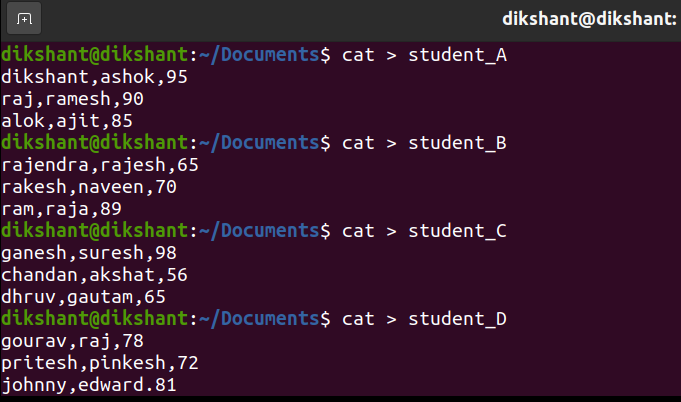 dikshant@dikshant:
dikshant@dikshant:~/Documents$ cat > student_A
dikshant,ashok,95
raj,ramesh,90
alok,ajit,85
dikshant@dikshant:~/Documents$ cat > student_B
rajendra,rajesh,65
rakesh,naveen,70
ram,raja,89
dikshant@dikshant:~/Documents$ cat > student_C
ganesh,suresh,98
chandan,akshat,56
dhruv,gautam,65
dikshant@dikshant:~/Documents$ cat > student_D
gourav,raj,78
pritesh,pinkesh,72
johnny,edward.81